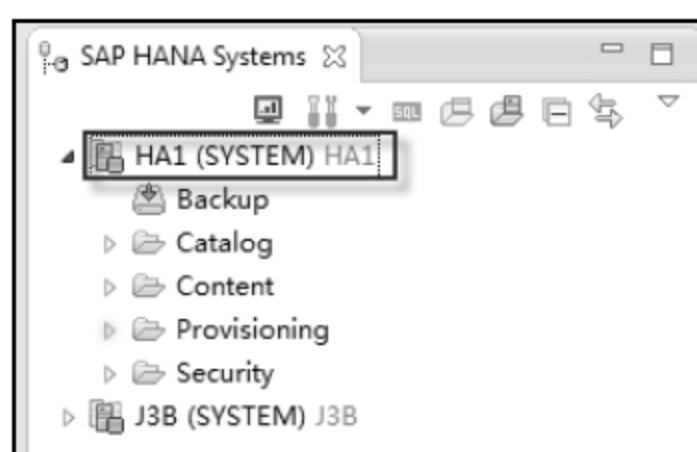 SAP HANA Systems
SQL
HA1 (SYSTEM) HA1
Backup
Catalog
Content
Provisioning
Security
J3B (SYSTEM) J3B